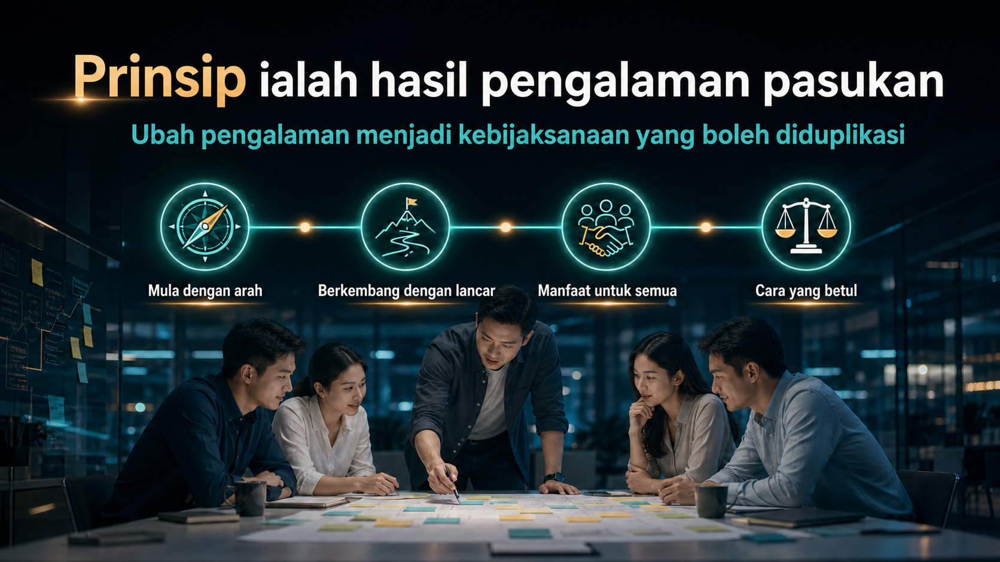 Prinsip ialah hasil pengalaman pasukan
Ubah pengalaman menjadi kebijaksanaan yang boleh diduplikasi
Mula dengan arah
Berkembang dengan lancar
Manfaat untuk semua
Cara yang betul